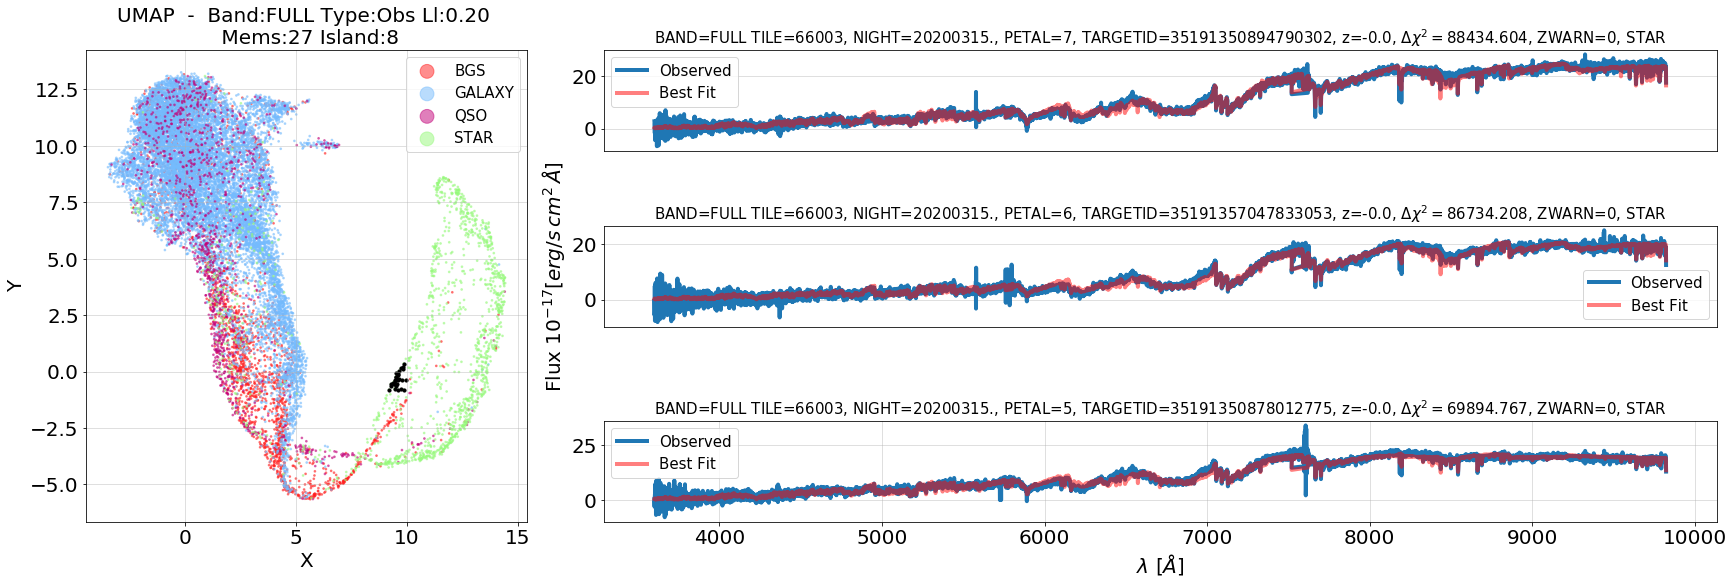 UMAP - Band:FULL Type:Obs Ll:0.20
Mems:27 Island:8
BGS
GALAXY
QSO
STAR
12.5
10.0
7.5
5.0
2.5
0.0
−2.5
−5.0
Y
0
5
10
15
X
Flux 10⁻¹⁷[erg/s cm² Å]
BAND=FULL TILE=66003, NIGHT=20200315., PETAL=7, TARGETID=35191350894790302, z=-0.0, Δχ² = 88434.604, ZWARN=0, STAR
Observed
Best Fit
20
0
BAND=FULL TILE=66003, NIGHT=20200315., PETAL=6, TARGETID=35191357047833053, z=-0.0, Δχ² = 86734.208, ZWARN=0, STAR
20
0
Observed
Best Fit
BAND=FULL TILE=66003, NIGHT=20200315., PETAL=5, TARGETID=35191350878012775, z=-0.0, Δχ² = 69894.767, ZWARN=0, STAR
Observed
Best Fit
25
0
4000
5000
6000
7000
8000
9000
10000
λ [Å]